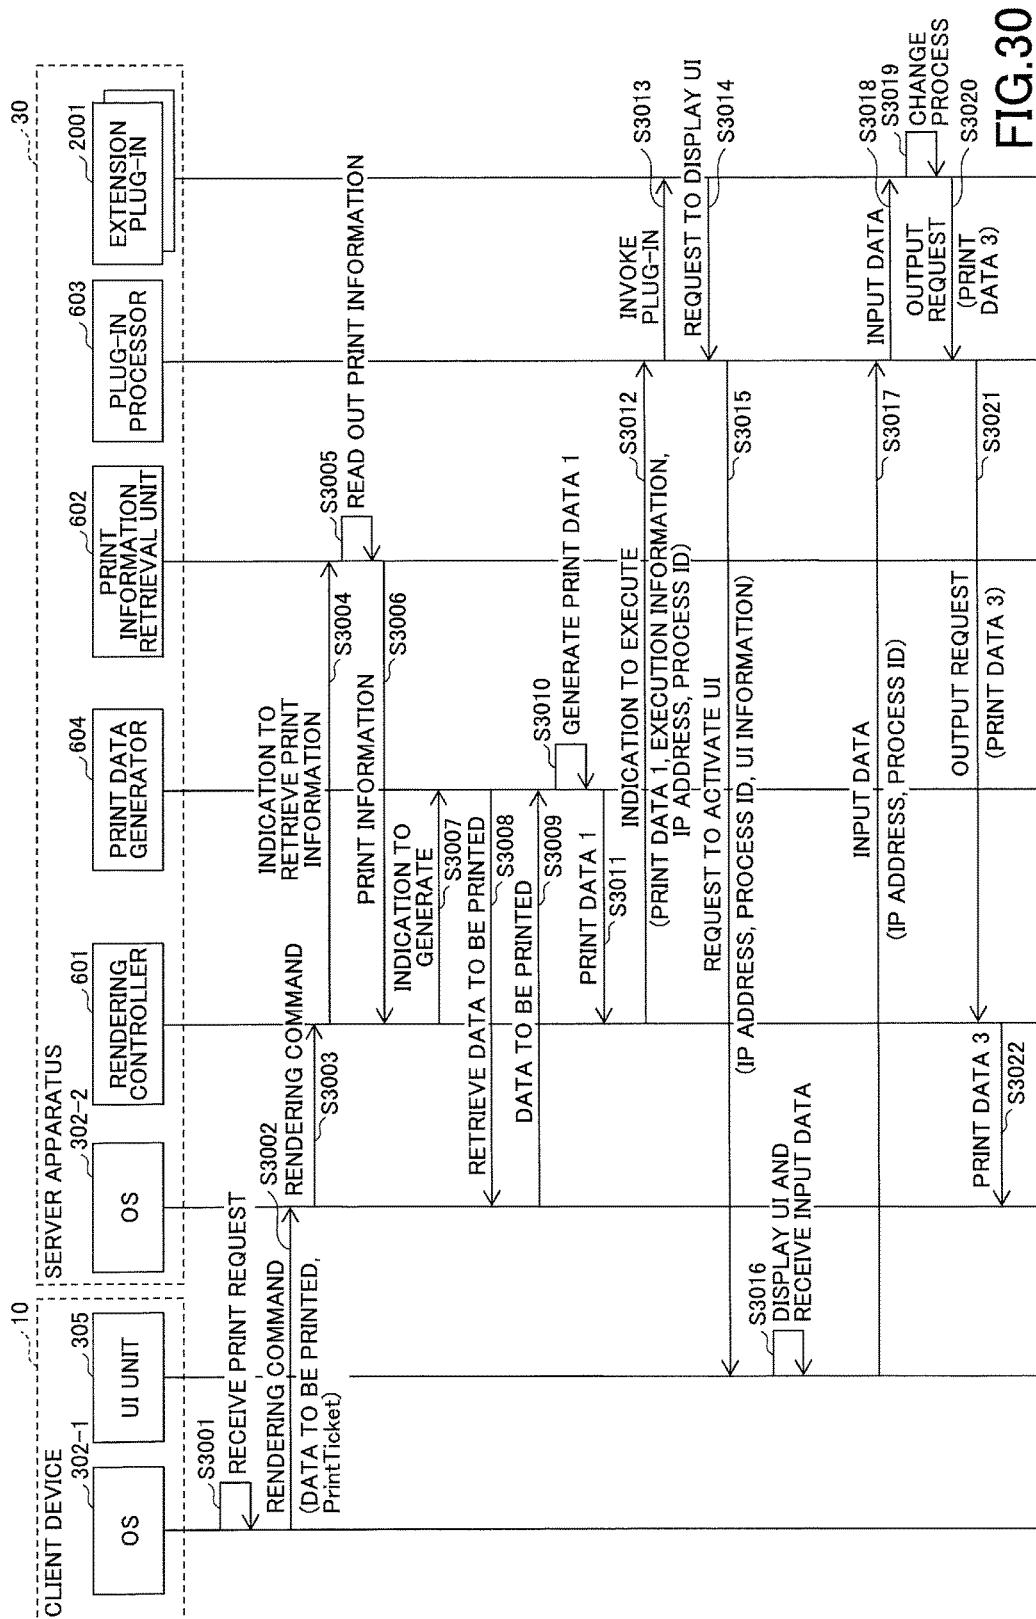 FIG.30
CLIENT DEVICE
10
302-1
OS
305
UI UNIT
SERVER APPARATUS
30
302-2
OS
601
RENDERING
CONTROLLER
604
PRINT DATA
GENERATOR
602
PRINT
INFORMATION
RETRIEVAL UNIT
603
PLUG-IN
PROCESSOR
2001
EXTENSION
PLUG-IN
S3001
RECEIVE PRINT REQUEST
RENDERING COMMAND
S3002
(DATA TO BE PRINTED,
PrintTicket)
RENDERING COMMAND
S3003
INDICATION TO
RETRIEVE PRINT
INFORMATION
S3004
S3005
READ OUT PRINT INFORMATION
PRINT INFORMATION
S3006
INDICATION TO
GENERATE
S3007
RETRIEVE DATA TO BE PRINTED
S3008
DATA TO BE PRINTED
S3009
S3010
GENERATE PRINT DATA 1
PRINT DATA 1
S3011
INDICATION TO EXECUTE
S3012
(PRINT DATA 1, EXECUTION INFORMATION,
IP ADDRESS, PROCESS ID)
INVOKE
PLUG-IN
S3013
REQUEST TO DISPLAY UI
S3014
REQUEST TO ACTIVATE UI
S3015
(IP ADDRESS, PROCESS ID, UI INFORMATION)
S3016
DISPLAY UI AND
RECEIVE INPUT DATA
INPUT DATA
S3017
(IP ADDRESS, PROCESS ID)
INPUT DATA
S3018
S3019
CHANGE
PROCESS
OUTPUT
REQUEST
S3020
(PRINT
DATA 3)
OUTPUT REQUEST
S3021
(PRINT DATA 3)
PRINT DATA 3
S3022